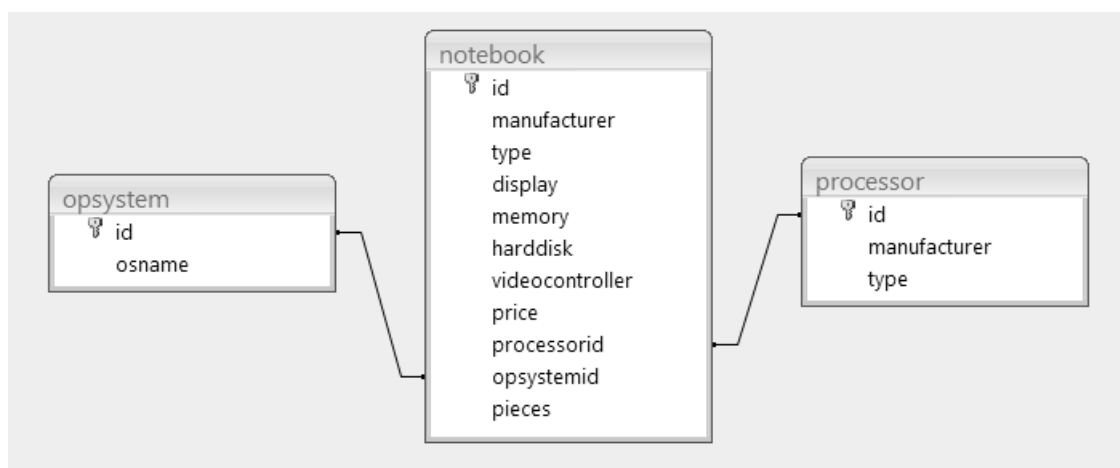 opsystem
id
osname
notebook
id
manufacturer
type
display
memory
harddisk
videocontroller
price
processorid
opsystemid
pieces
processor
id
manufacturer
type